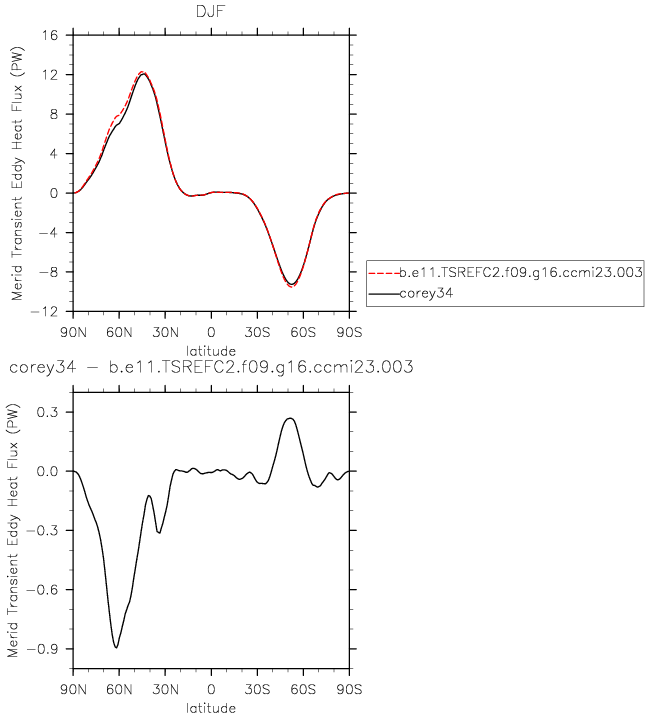 DJF
Merid Transient Eddy Heat Flux (PW)
16
12
8
4
0
−4
−8
−12
90N 60N 30N 0 30S 60S 90S
latitude
b.e11.TSREFC2.f09.g16.ccmi23.003
corey34
corey34 − b.e11.TSREFC2.f09.g16.ccmi23.003
Merid Transient Eddy Heat Flux (PW)
0.3
0.0
−0.3
−0.6
−0.9
90N 60N 30N 0 30S 60S 90S
latitude